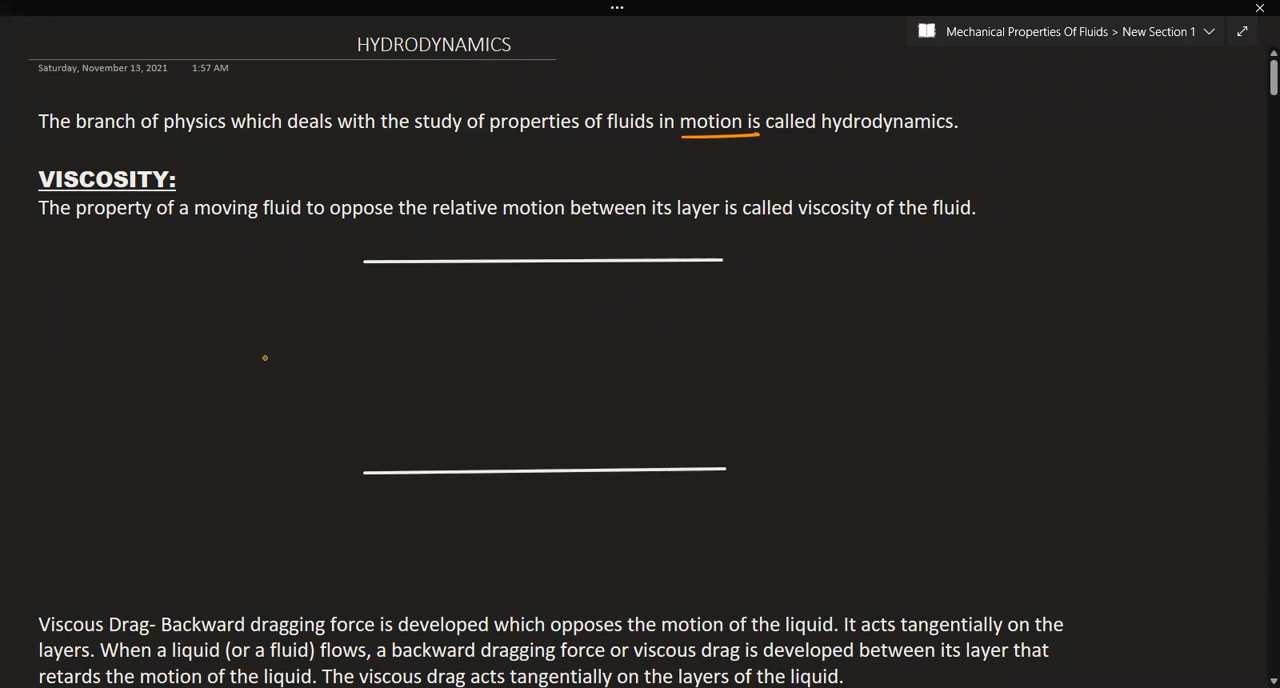 Mechanical Properties Of Fluids > New Section 1
HYDRODYNAMICS
Saturday, November 13, 2021 1:57 AM
The branch of physics which deals with the study of properties of fluids in motion is called hydrodynamics.
VISCOSITY:
The property of a moving fluid to oppose the relative motion between its layer is called viscosity of the fluid.
Viscous Drag- Backward dragging force is developed which opposes the motion of the liquid. It acts tangentially on the
layers. When a liquid (or a fluid) flows, a backward dragging force or viscous drag is developed between its layer that
retards the motion of the liquid. The viscous drag acts tangentially on the layers of the liquid.